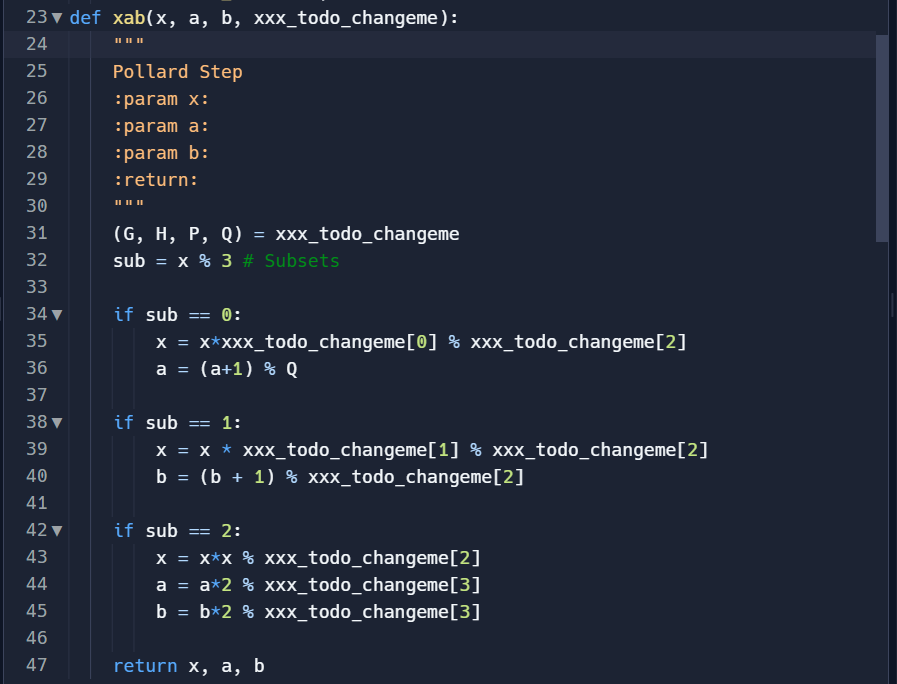 23 def xab(x, a, b, xxx_todo_changeme):
24     """
25     Pollard Step
26     :param x:
27     :param a:
28     :param b:
29     :return:
30     """
31     (G, H, P, Q) = xxx_todo_changeme
32     sub = x % 3 # Subsets
33
34     if sub == 0:
35         x = x*xxx_todo_changeme[0] % xxx_todo_changeme[2]
36         a = (a+1) % Q
37
38     if sub == 1:
39         x = x * xxx_todo_changeme[1] % xxx_todo_changeme[2]
40         b = (b + 1) % xxx_todo_changeme[2]
41
42     if sub == 2:
43         x = x*x % xxx_todo_changeme[2]
44         a = a*2 % xxx_todo_changeme[3]
45         b = b*2 % xxx_todo_changeme[3]
46
47     return x, a, b